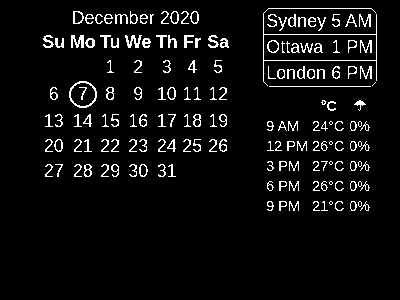 December 2020
Su Mo Tu We Th Fr Sa
1 2 3 4 5
6 7 8 9 10 11 12
13 14 15 16 17 18 19
20 21 22 23 24 25 26
27 28 29 30 31
Sydney 5 AM
Ottawa 1 PM
London 6 PM
°C ☂
9 AM 24°C 0%
12 PM 26°C 0%
3 PM 27°C 0%
6 PM 26°C 0%
9 PM 21°C 0%